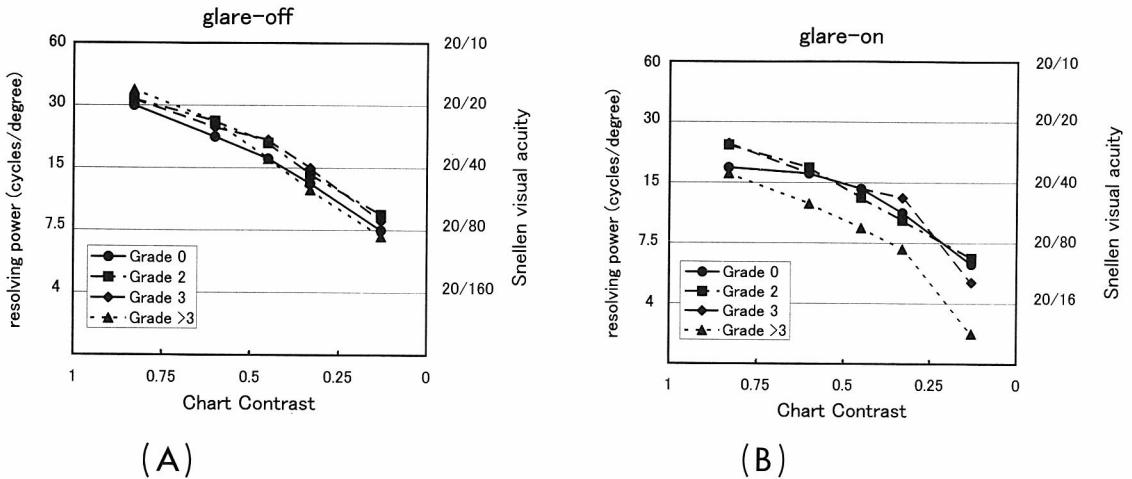 glare-off
60
30
15
7.5
4
resolving power (cycles/degree)
20/10
20/20
20/40
20/80
20/160
Snellen visual acuity
Grade 0
Grade 2
Grade 3
Grade >3
1
0.75
0.5
0.25
0
Chart Contrast
(A)
glare-on
60
30
15
7.5
4
resolving power (cycles/degree)
20/10
20/20
20/40
20/80
20/16
Snellen visual acuity
Grade 0
Grade 2
Grade 3
Grade >3
1
0.75
0.5
0.25
0
Chart Contrast
(B)